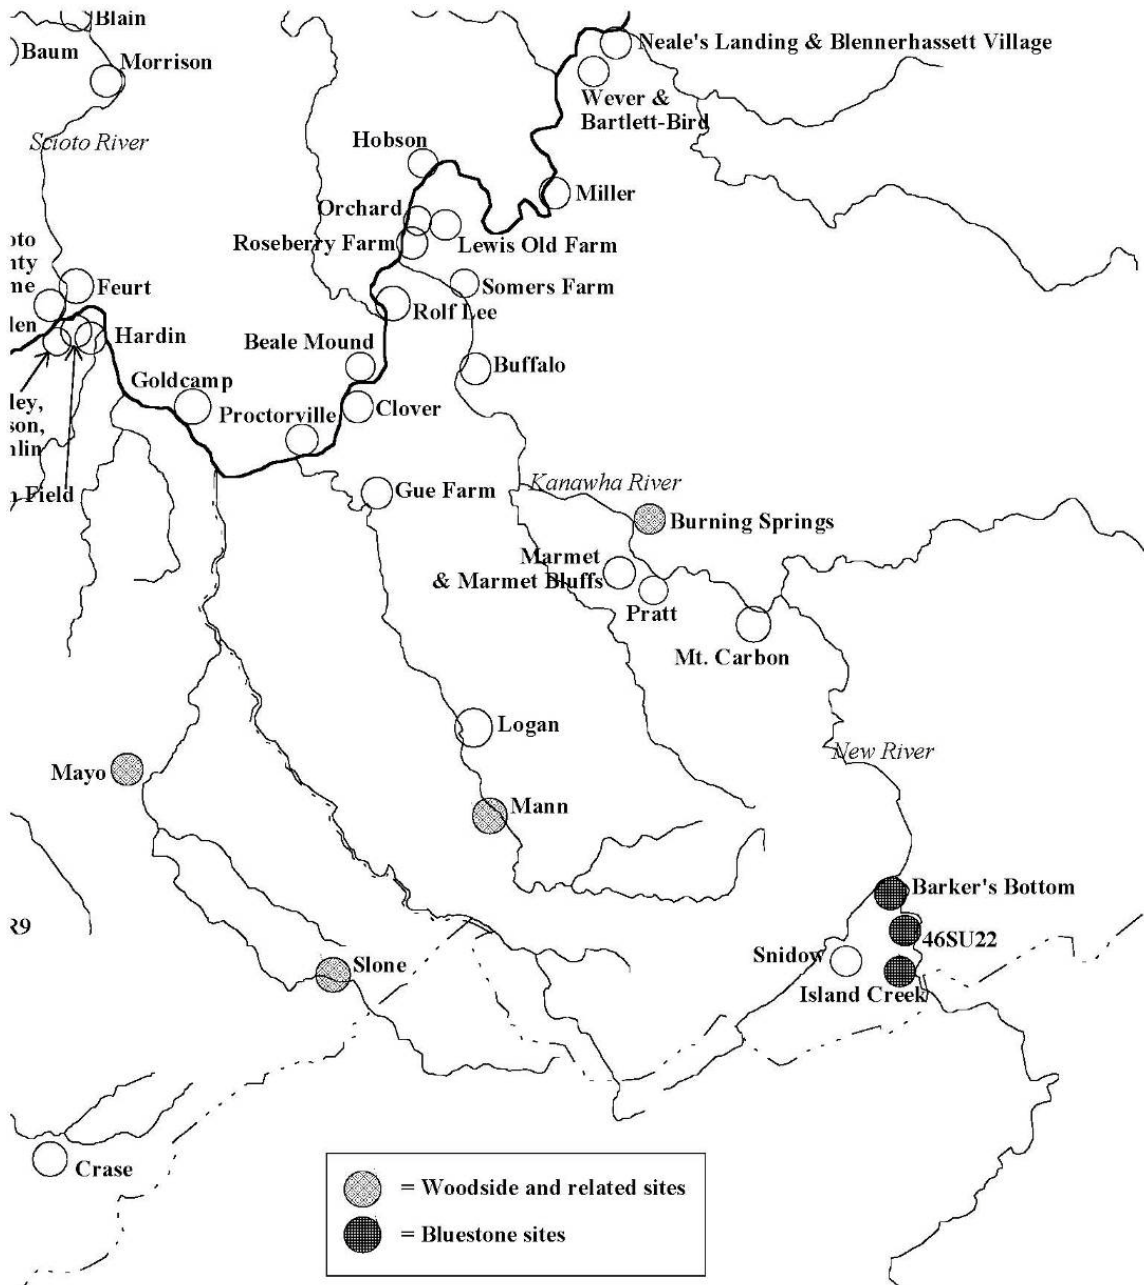 Blain
Baum
Morrison
Neale's Landing & Blennerhassett Village
Wever &
Bartlett-Bird
Scioto River
Hobson
Miller
Orchard
Roseberry Farm
Lewis Old Farm
Feurt
Somers Farm
Rolf Lee
Hardin
Beale Mound
Buffalo
Goldcamp
Proctorville
Clover
Field
Gue Farm
Kanawha River
Burning Springs
Marmet
& Marmet Bluffs
Pratt
Mt. Carbon
Logan
New River
Mayo
Mann
Barker's Bottom
46SU22
Snidow
Slone
Island Creek
Crase
= Woodside and related sites
= Bluestone sites